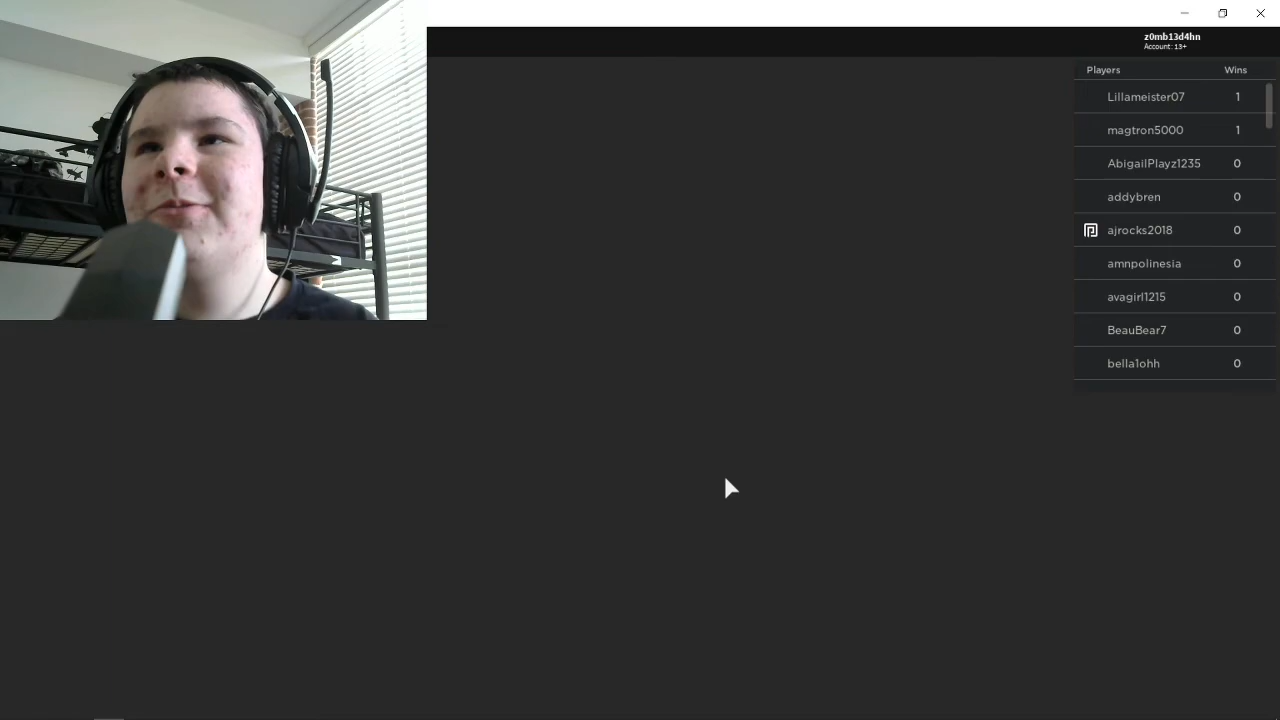 z0mb13d4hn
Account: 13+
Players Wins
Lillameister07 1
magtron5000 1
AbigailPlayz1235 0
addybren 0
ajrocks2018 0
amnpolinesia 0
avagirl1215 0
BeauBear7 0
bella1ohh 0